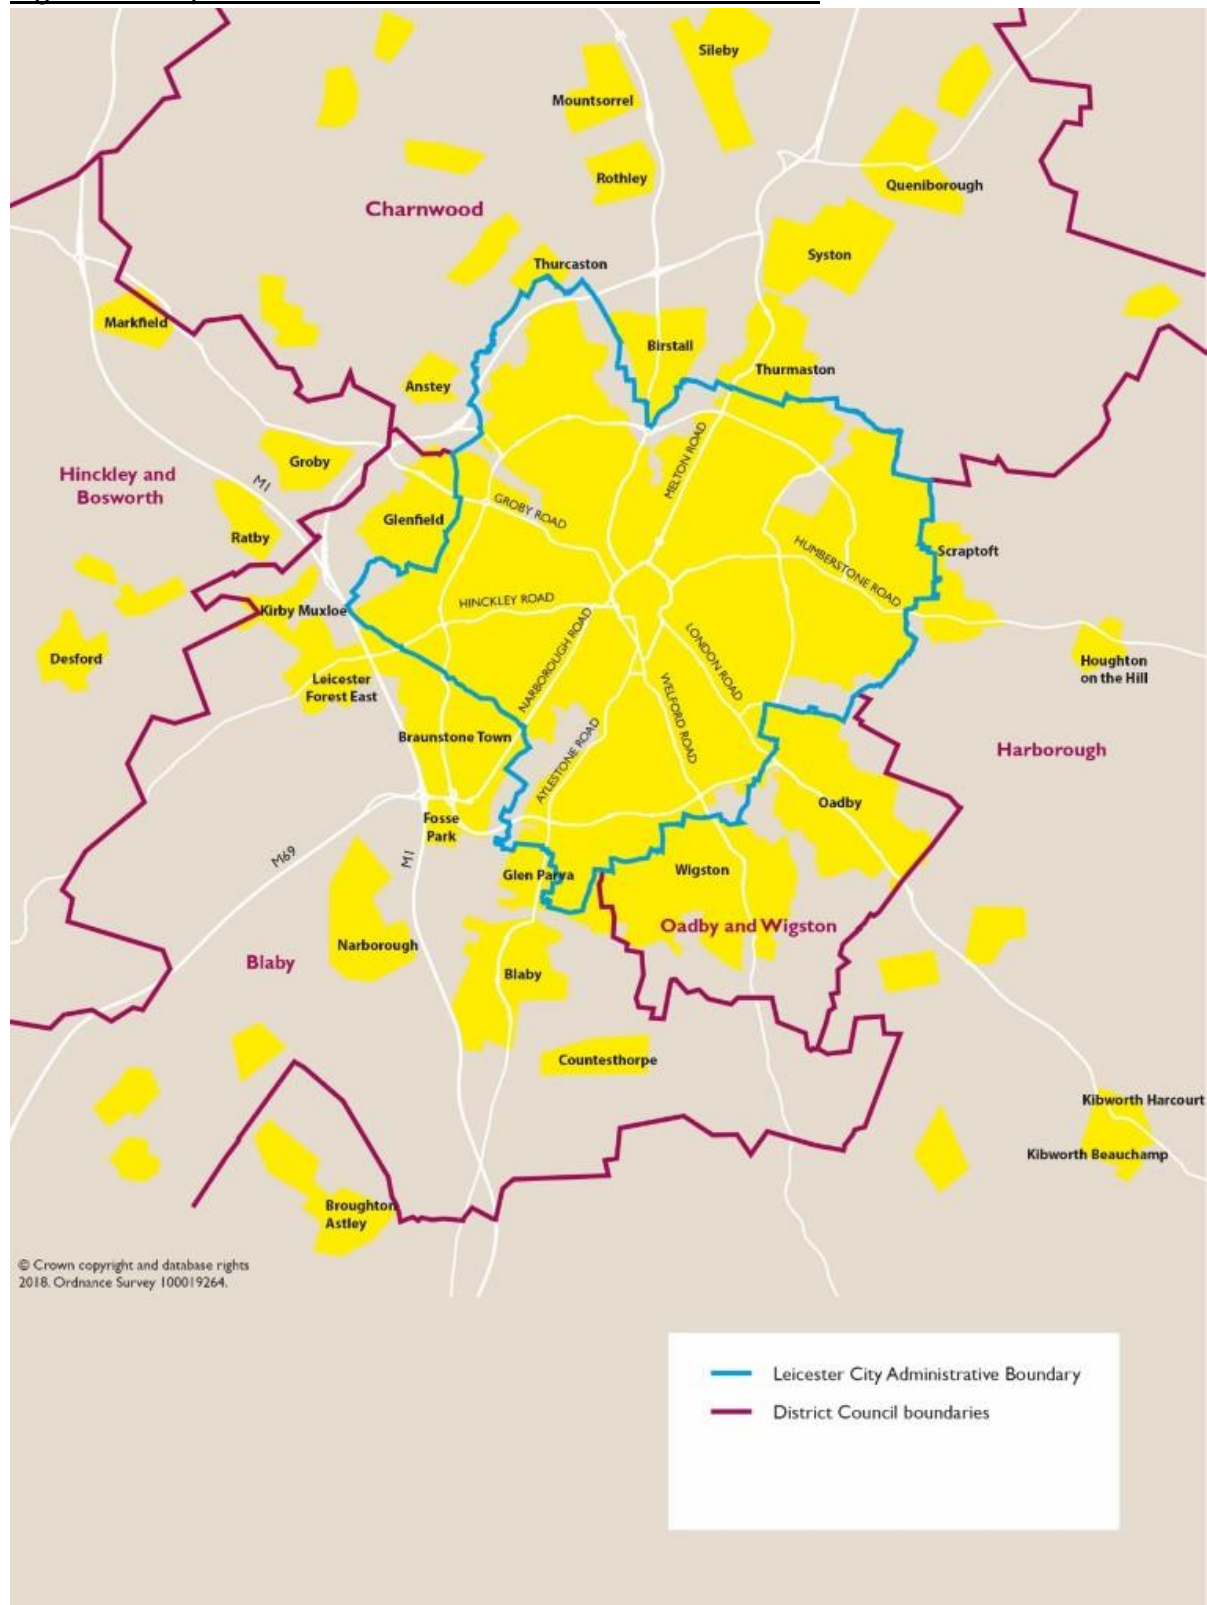 Sileby
Mountsorrel
Rothley
Queniborough
Charnwood
Syston
Thurcaston
Markfield
Birstall
Thurmaston
Anstey
MELTON ROAD
Groby
Hinckley and
Bosworth
M1
GROBY ROAD
Glenfield
Ratby
Scraptoft
HUMBERSTONE ROAD
HINCKLEY ROAD
Kirby Muxloe
NARBOROUGH ROAD
LONDON ROAD
Desford
Houghton
on the Hill
Leicester
Forest East
WELFORD ROAD
Braunstone Town
Harborough
AYLESTONE ROAD
Oadby
Fosse
Park
M69
M1
Glen Parva
Wigston
Oadby and Wigston
Narborough
Blaby
Blaby
Countesthorpe
Kibworth Harcourt
Kibworth Beauchamp
Broughton
Astley
© Crown copyright and database rights
2018. Ordnance Survey 100019264.
Leicester City Administrative Boundary
District Council boundaries